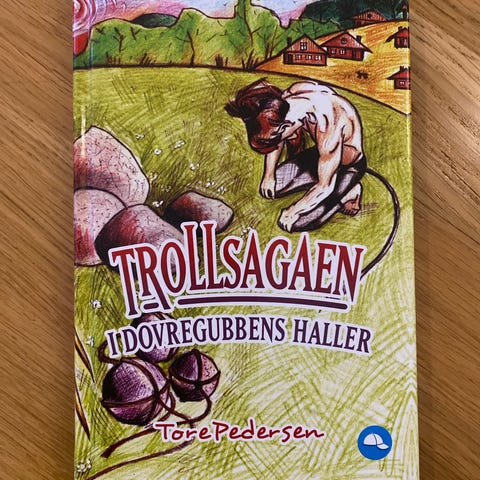 TROLLSAGAEN
I DOVREGUBBENS HALLER
Tore Pedersen